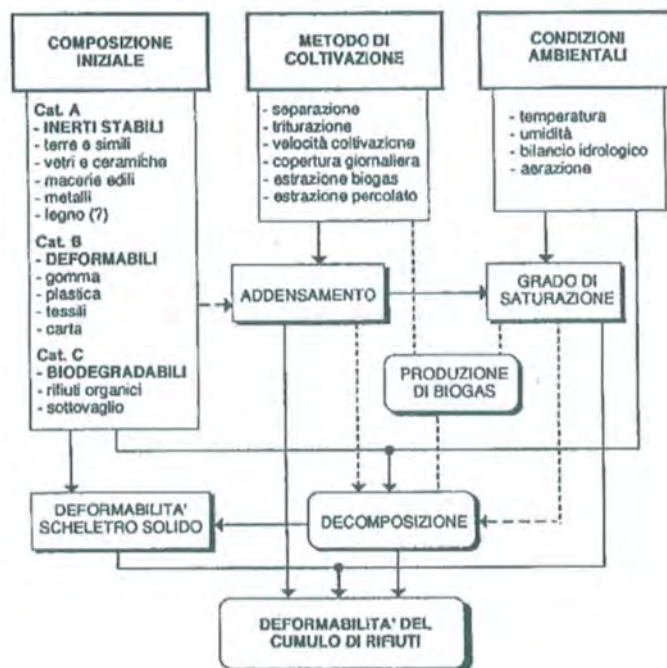 COMPOSIZIONE
INIZIALE
Cat. A
- INERTI STABILI
- terre e simili
- vetri e ceramiche
- macerie edili
- metalli
- legno (?)
Cat. B
- DEFORMABILI
- gomma
- plastica
- tessili
- carta
Cat. C
- BIODEGRADABILI
- rifiuti organici
- sottovaglio
METODO DI
COLTIVAZIONE
- separazione
- triturazione
- velocità coltivazione
- copertura giornaliera
- estrazione biogas
- estrazione percolato
CONDIZIONI
AMBIENTALI
- temperatura
- umidità
- bilancio idrologico
- aerazione
ADDENSAMENTO
GRADO DI
SATURAZIONE
PRODUZIONE
DI BIOGAS
DEFORMABILITA'
SCHELETRO SOLIDO
DECOMPOSIZIONE
DEFORMABILITA' DEL
CUMULO DI RIFIUTI